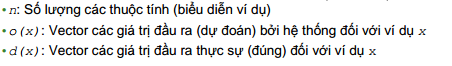 •n: Số lượng các thuộc tính (biểu diễn ví dụ)
•o(x): Vector các giá trị đầu ra (dự đoán) bởi hệ thống đối với ví dụ x
•d(x): Vector các giá trị đầu ra thực sự (đúng) đối với ví dụ x